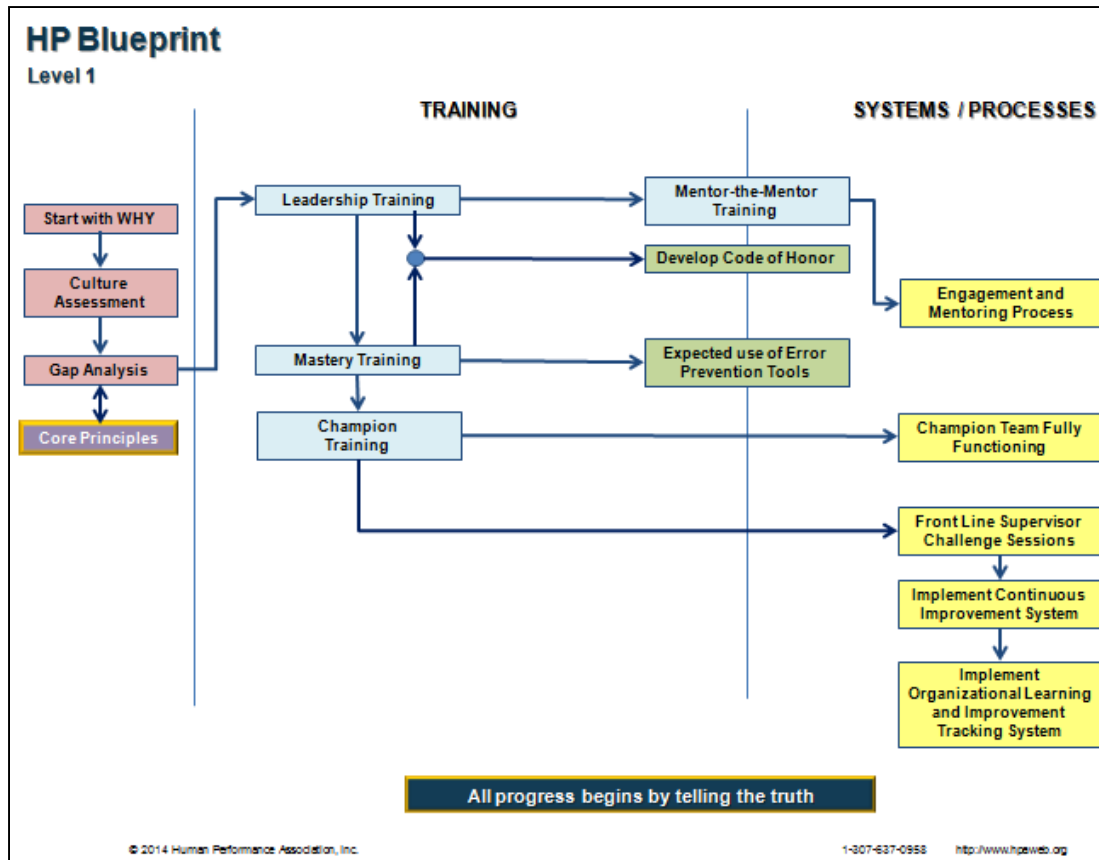 HP Blueprint
Level 1
TRAINING
SYSTEMS / PROCESSES
Start with WHY
Culture
Assessment
Gap Analysis
Core Principles
Leadership Training
Mastery Training
Champion
Training
Mentor-the-Mentor
Training
Develop Code of Honor
Expected use of Error
Prevention Tools
Engagement and
Mentoring Process
Champion Team Fully
Functioning
Front Line Supervisor
Challenge Sessions
Implement Continuous
Improvement System
Implement
Organizational Learning
and Improvement
Tracking System
All progress begins by telling the truth
© 2014 Human Performance Association, Inc.
1-307-637-0958
http://www.hpaweb.org